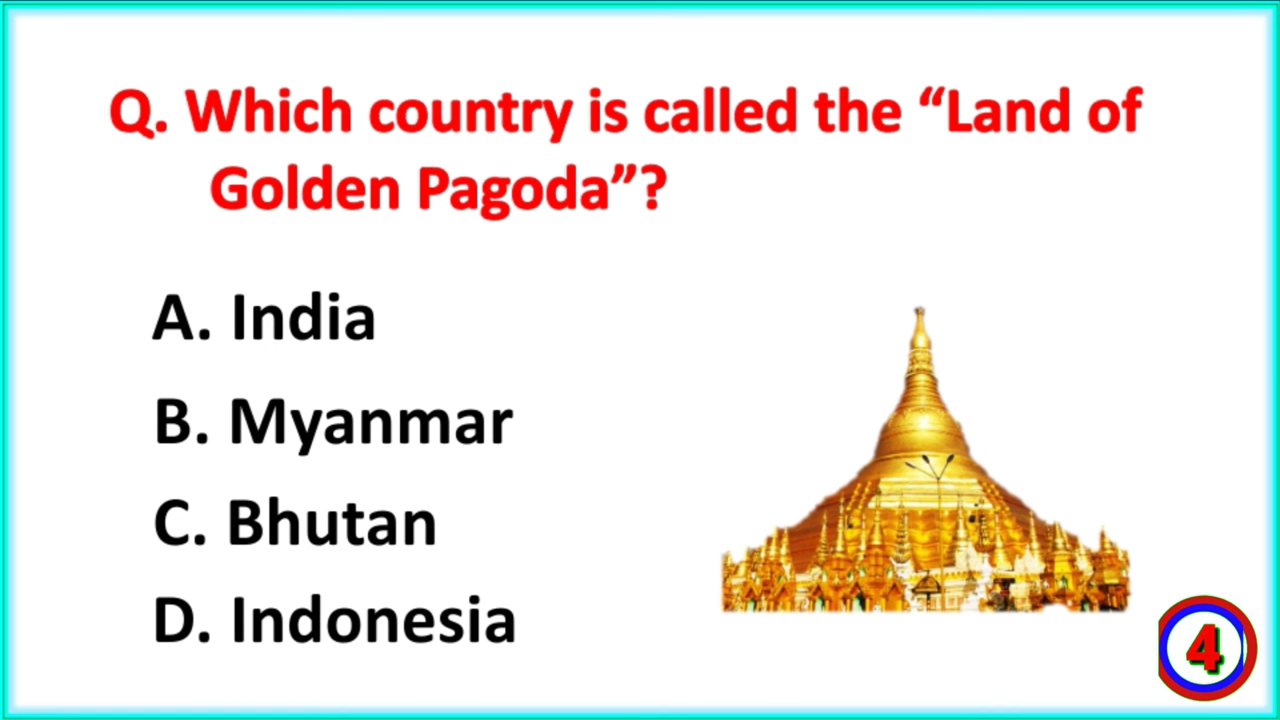 Q. Which country is called the “Land of
Golden Pagoda”?
A. India
B. Myanmar
C. Bhutan
D. Indonesia
4